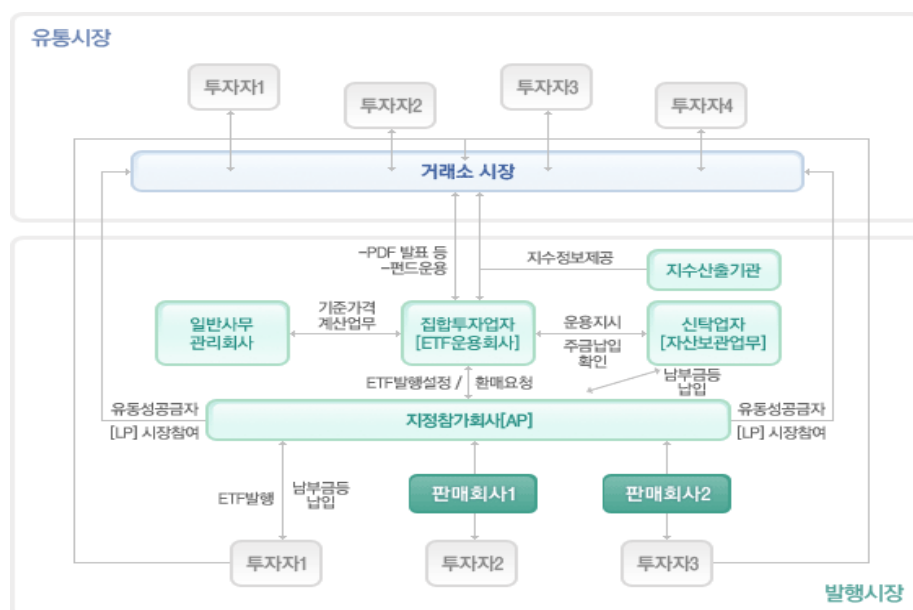 유통시장
투자자1
투자자2
투자자3
투자자4
거래소 시장
-PDF 발표 등
-펀드운용
지수정보제공
지수산출기관
일반사무
관리회사
기준가격
계산업무
집합투자업자
[ETF운용회사]
운용지시
주금납입
확인
신탁업자
[자산보관업무]
ETF발행설정 / 환매요청
남부금등
납입
유동성공급자
[LP] 시장참여
지정참가회사[AP]
유동성공급자
[LP] 시장참여
ETF발행
남부금등
납입
판매회사1
판매회사2
투자자1
투자자2
투자자3
발행시장